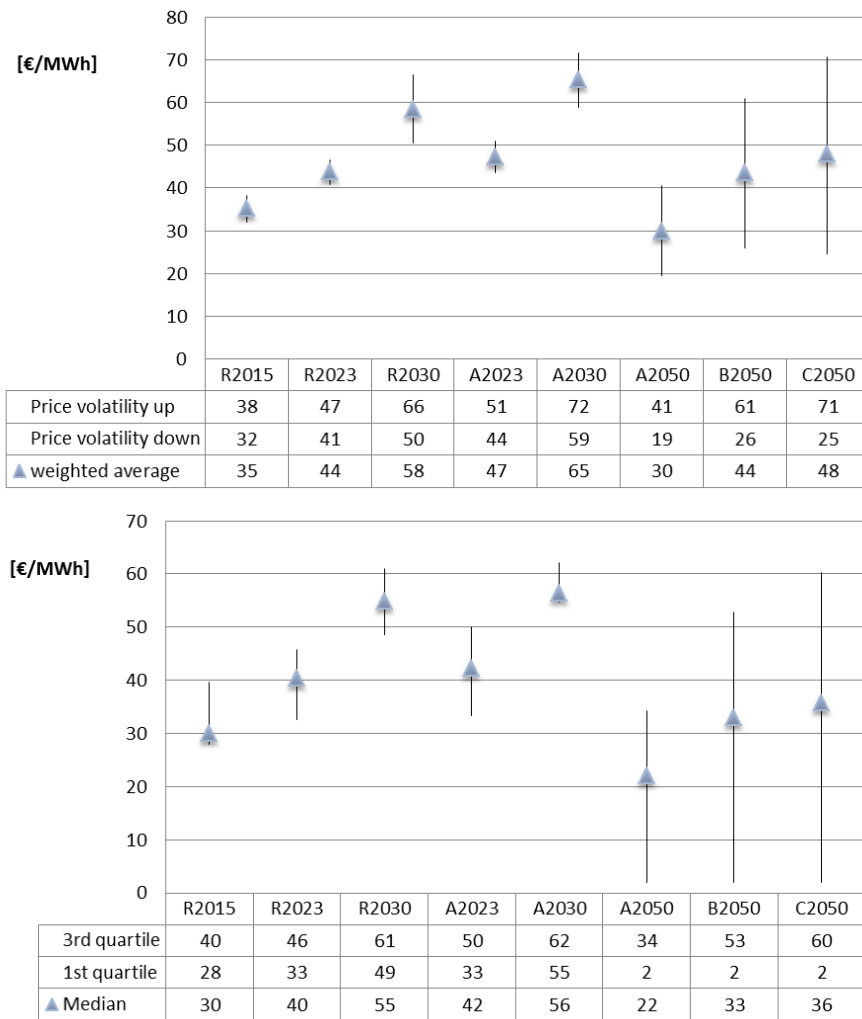 80
70
[€/MWh]
60
50
40
30
20
10
0
R2015 R2023 R2030 A2023 A2030 A2050 B2050 C2050
Price volatility up 38 47 66 51 72 41 61 71
Price volatility down 32 41 50 44 59 19 26 25
weighted average 35 44 58 47 65 30 44 48
70
[€/MWh]
60
50
40
30
20
10
0
R2015 R2023 R2030 A2023 A2030 A2050 B2050 C2050
3rd quartile 40 46 61 50 62 34 53 60
1st quartile 28 33 49 33 55 2 2 2
Median 30 40 55 42 56 22 33 36